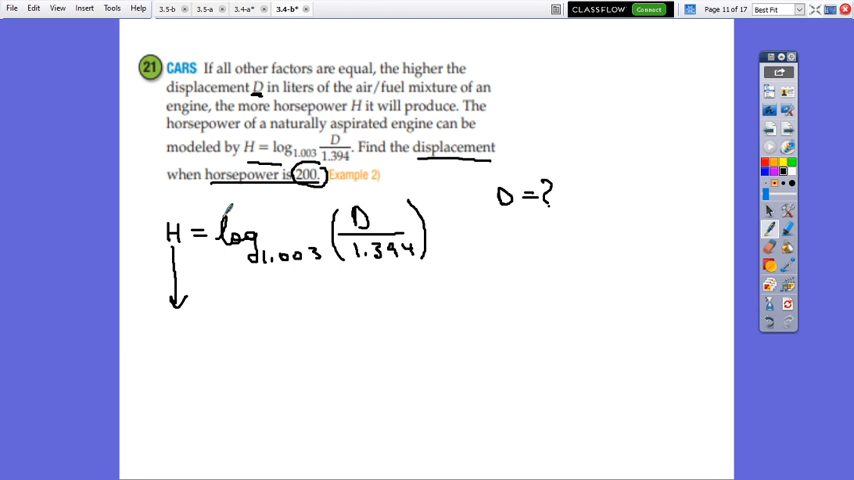 File Edit View Insert Tools Help
3.5-b 3.5-a 3.4-a* 3.4-b*
CLASSFLOW Connect
Page 11 of 17 Best Fit
21 CARS If all other factors are equal, the higher the
displacement D in liters of the air/fuel mixture of an
engine, the more horsepower H it will produce. The
horsepower of a naturally aspirated engine can be
modeled by H = log₁.₀₀₃ D/1.394. Find the displacement
when horsepower is 200. (Example 2)
D = ?
H = log 1.003 (D/1.394)